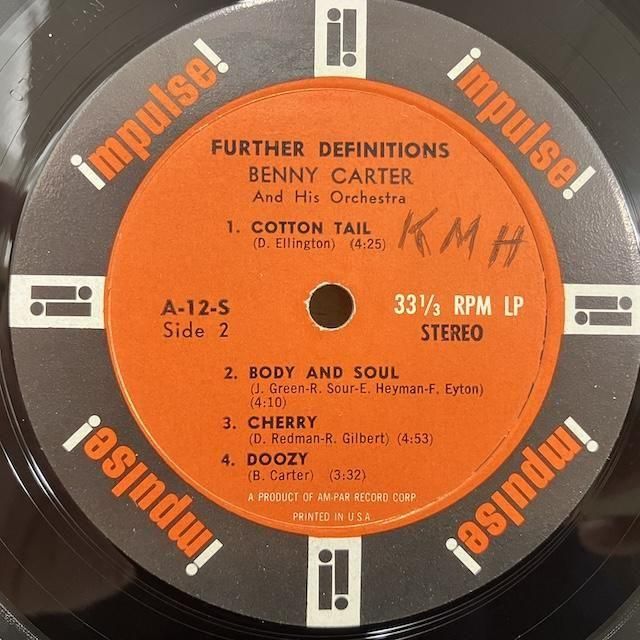 impulse!
impulse!
FURTHER DEFINITIONS
BENNY CARTER
And His Orchestra
1. COTTON TAIL
(D. Ellington) (4:25)
KMH
A-12-S
Side 2
33 1/3 RPM LP
STEREO
2. BODY AND SOUL
(J. Green-R. Sour-E. Heyman-F. Eyton)
(4:10)
3. CHERRY
(D. Redman-R. Gilbert) (4:53)
4. DOOZY
(B. Carter) (3:32)
A PRODUCT OF AM-PAR RECORD CORP.
PRINTED IN U.S.A.
impulse!
impulse!